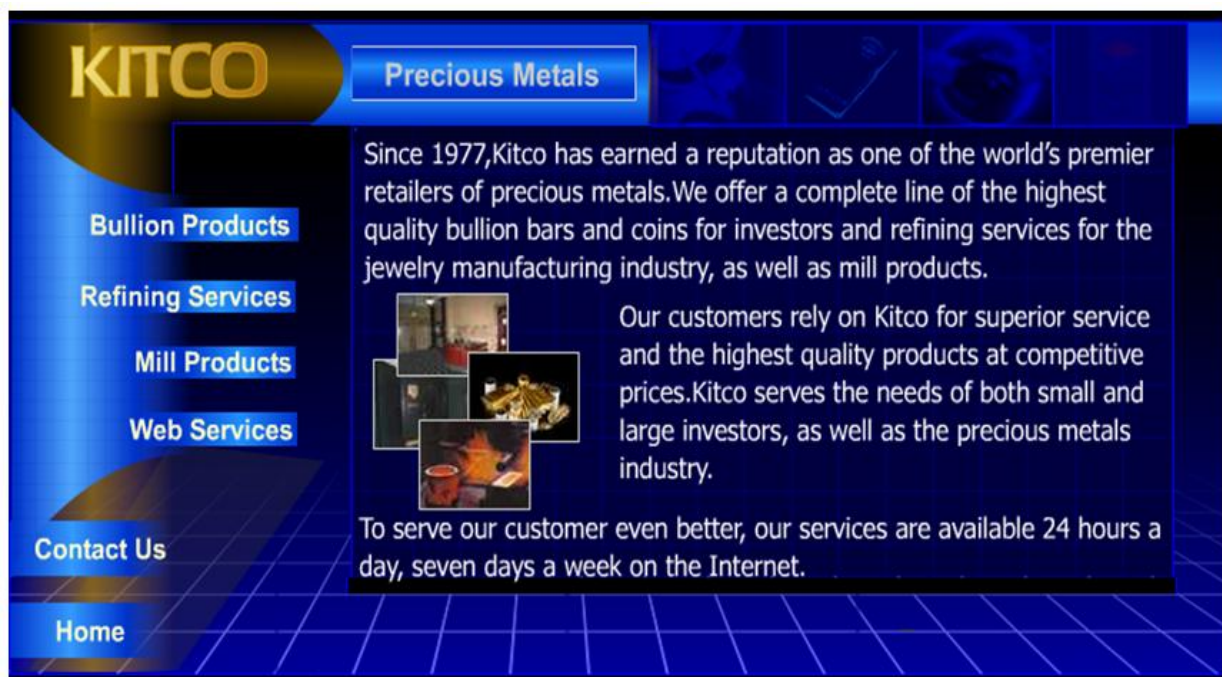 KITCO
Precious Metals
Since 1977,Kitco has earned a reputation as one of the world's premier
retailers of precious metals.We offer a complete line of the highest
quality bullion bars and coins for investors and refining services for the
jewelry manufacturing industry, as well as mill products.
Our customers rely on Kitco for superior service
and the highest quality products at competitive
prices.Kitco serves the needs of both small and
large investors, as well as the precious metals
industry.
To serve our customer even better, our services are available 24 hours a
day, seven days a week on the Internet.
Bullion Products
Refining Services
Mill Products
Web Services
Contact Us
Home